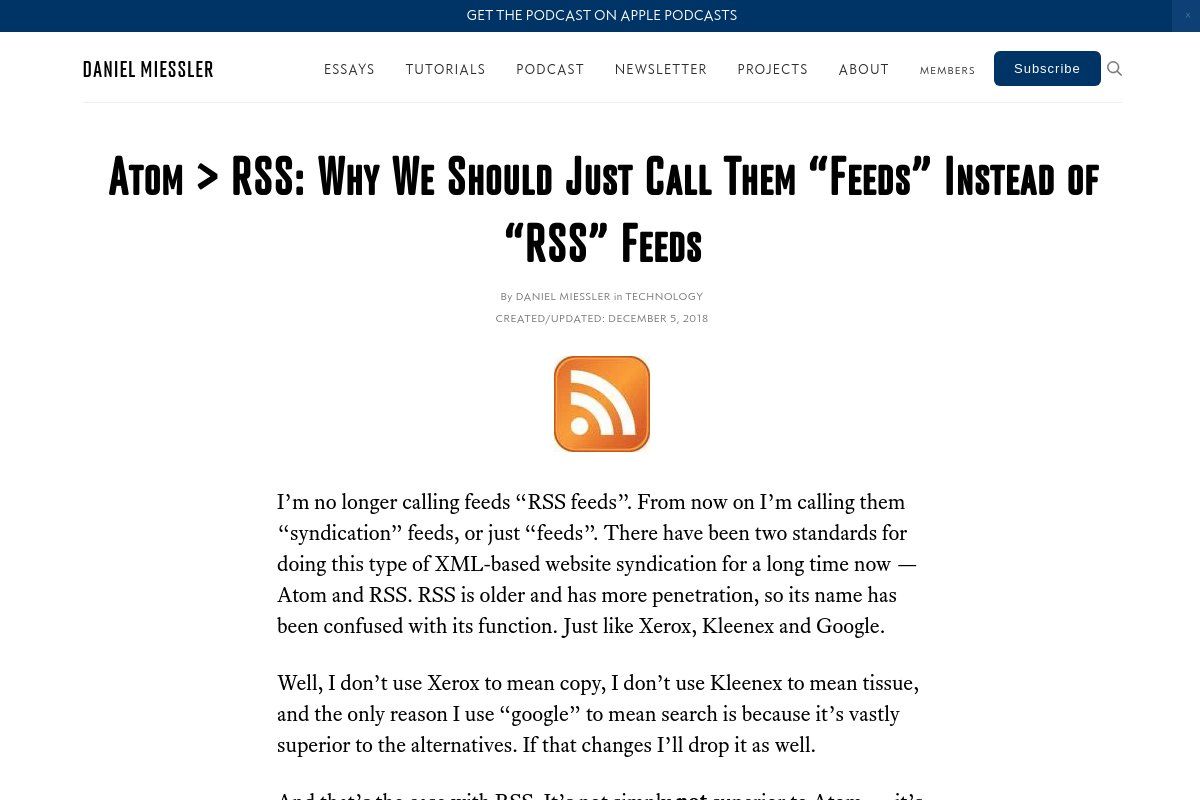 GET THE PODCAST ON APPLE PODCASTS
x
DANIEL MIESSLER
ESSAYS TUTORIALS PODCAST NEWSLETTER PROJECTS ABOUT MEMBERS Subscribe
Atom > RSS: Why We Should Just Call Them “Feeds” Instead of
“RSS” Feeds
By DANIEL MIESSLER in TECHNOLOGY
CREATED/UPDATED: DECEMBER 5, 2018
I’m no longer calling feeds “RSS feeds”. From now on I’m calling them
“syndication” feeds, or just “feeds”. There have been two standards for
doing this type of XML-based website syndication for a long time now —
Atom and RSS. RSS is older and has more penetration, so its name has
been confused with its function. Just like Xerox, Kleenex and Google.
Well, I don’t use Xerox to mean copy, I don’t use Kleenex to mean tissue,
and the only reason I use “google” to mean search is because it’s vastly
superior to the alternatives. If that changes I’ll drop it as well.
And that’s the case with RSS. It’s not simply not superior to Atom — it’s